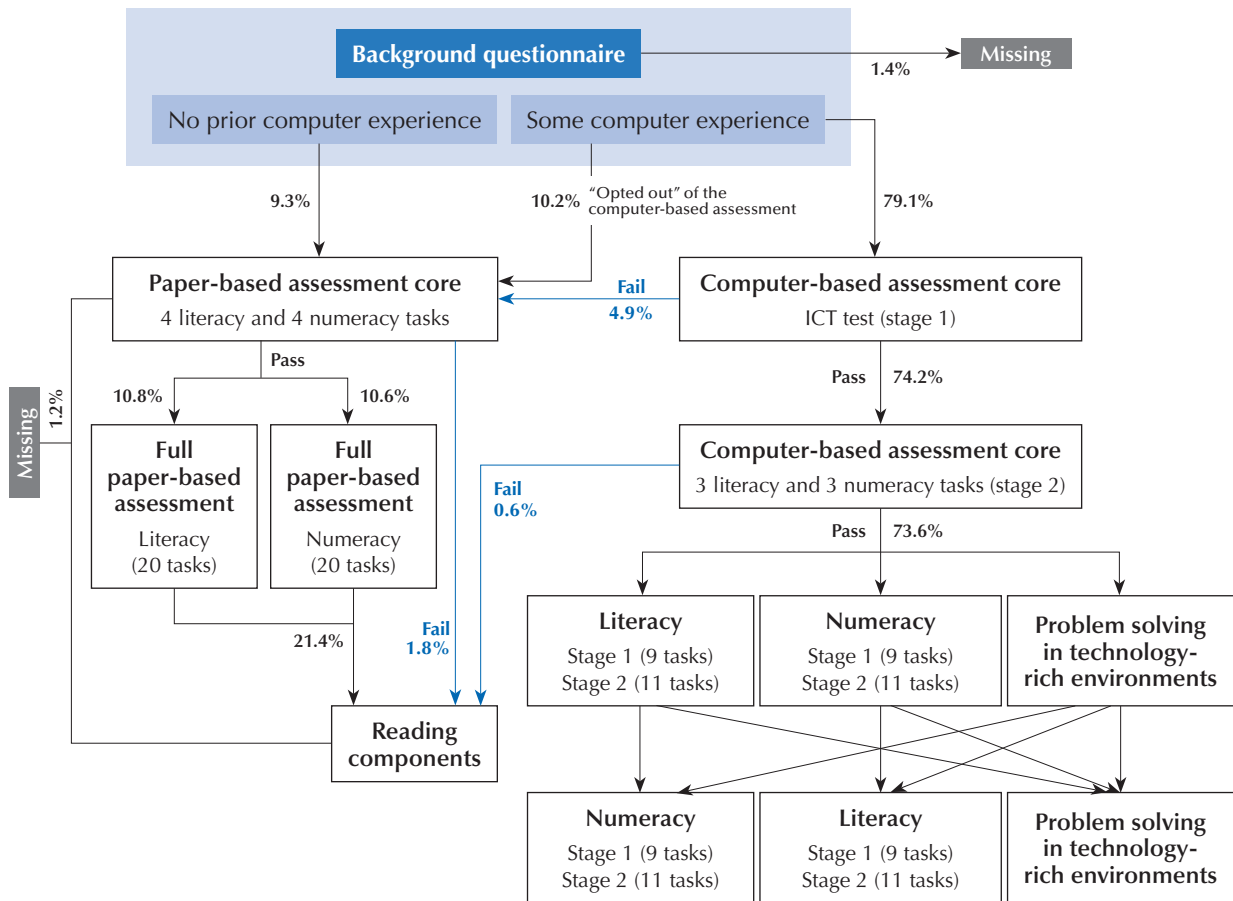 Background questionnaire
Missing
1.4%
No prior computer experience
Some computer experience
9.3%
10.2%
“Opted out” of the
computer-based assessment
79.1%
Paper-based assessment core
4 literacy and 4 numeracy tasks
Fail
4.9%
Computer-based assessment core
ICT test (stage 1)
Pass
Pass
74.2%
Missing
1.2%
10.8%
10.6%
Full
paper-based
assessment
Literacy
(20 tasks)
Full
paper-based
assessment
Numeracy
(20 tasks)
Computer-based assessment core
3 literacy and 3 numeracy tasks (stage 2)
Fail
0.6%
Pass
73.6%
21.4%
Fail
1.8%
Literacy
Stage 1 (9 tasks)
Stage 2 (11 tasks)
Numeracy
Stage 1 (9 tasks)
Stage 2 (11 tasks)
Problem solving
in technology-
rich environments
Reading
components
Numeracy
Stage 1 (9 tasks)
Stage 2 (11 tasks)
Literacy
Stage 1 (9 tasks)
Stage 2 (11 tasks)
Problem solving
in technology-
rich environments